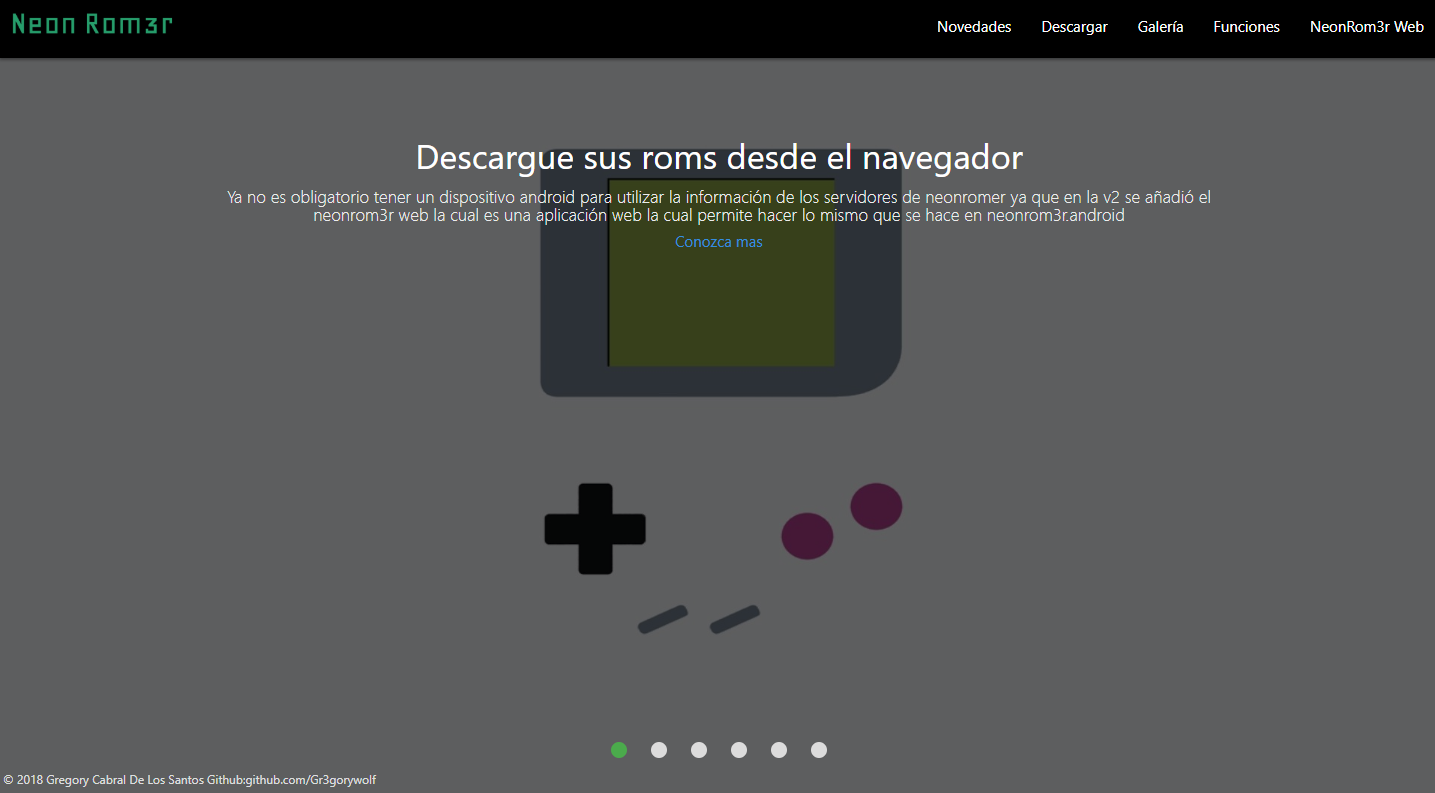 Neon Rom3r
Novedades Descargar Galería Funciones NeonRom3r Web
Descargue sus roms desde el navegador
Ya no es obligatorio tener un dispositivo android para utilizar la información de los servidores de neonromer ya que en la v2 se añadió el
neonrom3r web la cual es una aplicación web la cual permite hacer lo mismo que se hace en neonrom3r.android
Conozca mas
© 2018 Gregory Cabral De Los Santos Github:github.com/Gr3gorywolf